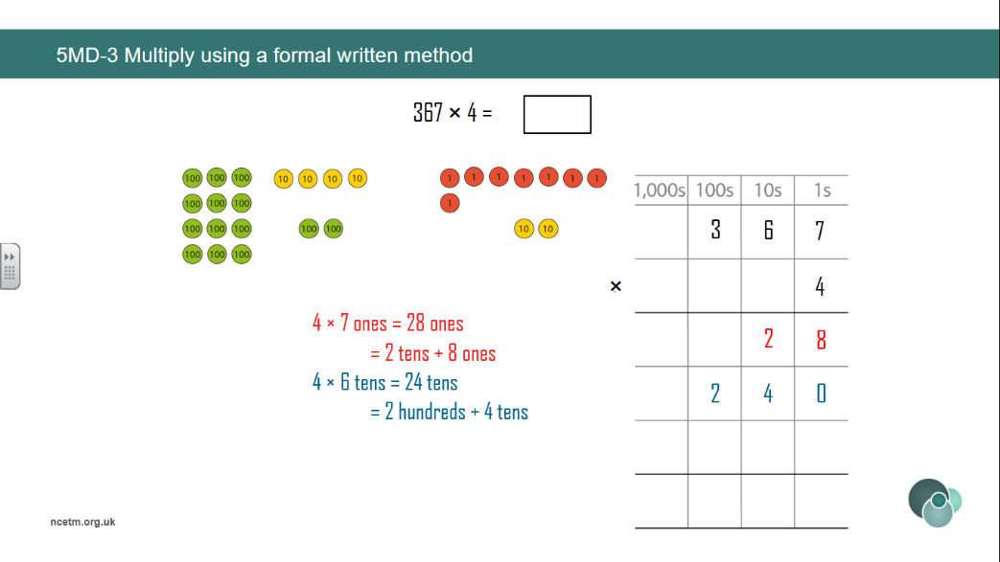 5MD-3 Multiply using a formal written method
367 × 4 =
100 100 100 10 10 10 10 1 1 1 1 1 1 1
100 100 100 1
100 100 100 100 100 10 10
100 100 100
1,000s 100s 10s 1s
3 6 7
× 4
2 8
2 4 0
4 × 7 ones = 28 ones
= 2 tens + 8 ones
4 × 6 tens = 24 tens
= 2 hundreds + 4 tens
ncetm.org.uk